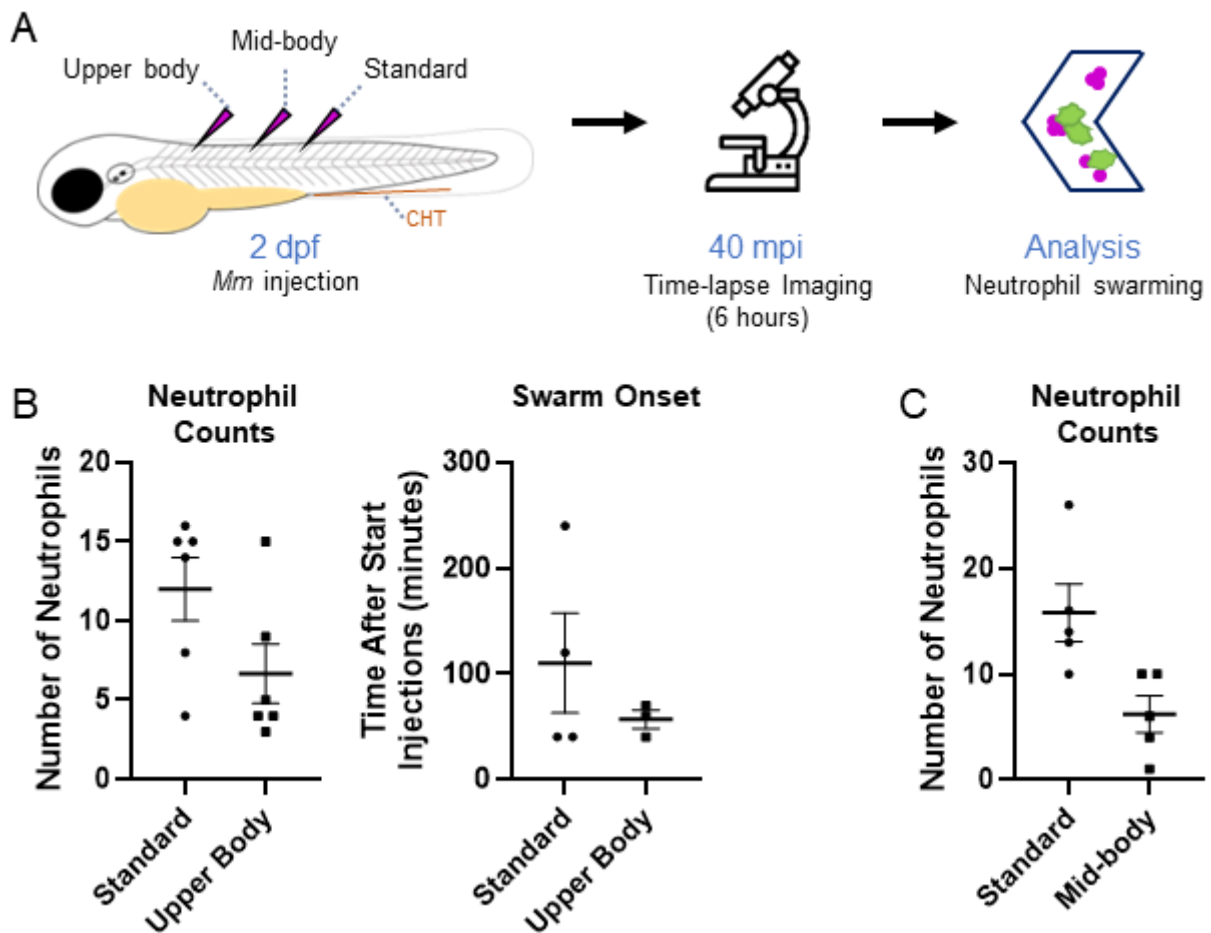 A
Upper body
Mid-body
Standard
CHT
2 dpf
Mm injection
40 mpi
Time-lapse Imaging
(6 hours)
Analysis
Neutrophil swarming
B
Neutrophil
Counts
Number of Neutrophils
20
15
10
5
0
Standard
Upper Body
Swarm Onset
Time After Start
Injections (minutes)
300
200
100
0
Standard
Upper Body
C
Neutrophil
Counts
Number of Neutrophils
30
20
10
0
Standard
Mid-body